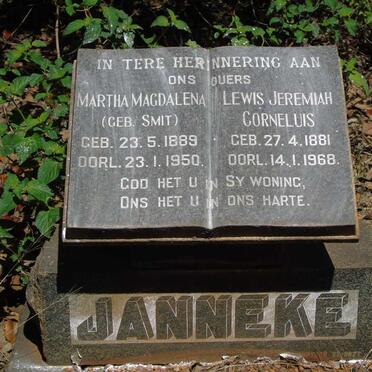 IN TERE HERINNERING AAN
ONS OUERS
MARTHA MAGDALENA
(GEB. SMIT)
GEB. 23.5.1889
OORL. 23.1.1950.
LEWIS JEREMIAH
CORNELUIS
GEB. 27.4.1881
OORL. 14.1.1968.
GOD HET U IN SY WONING,
ONS HET U IN ONS HARTE.
JANNEKE